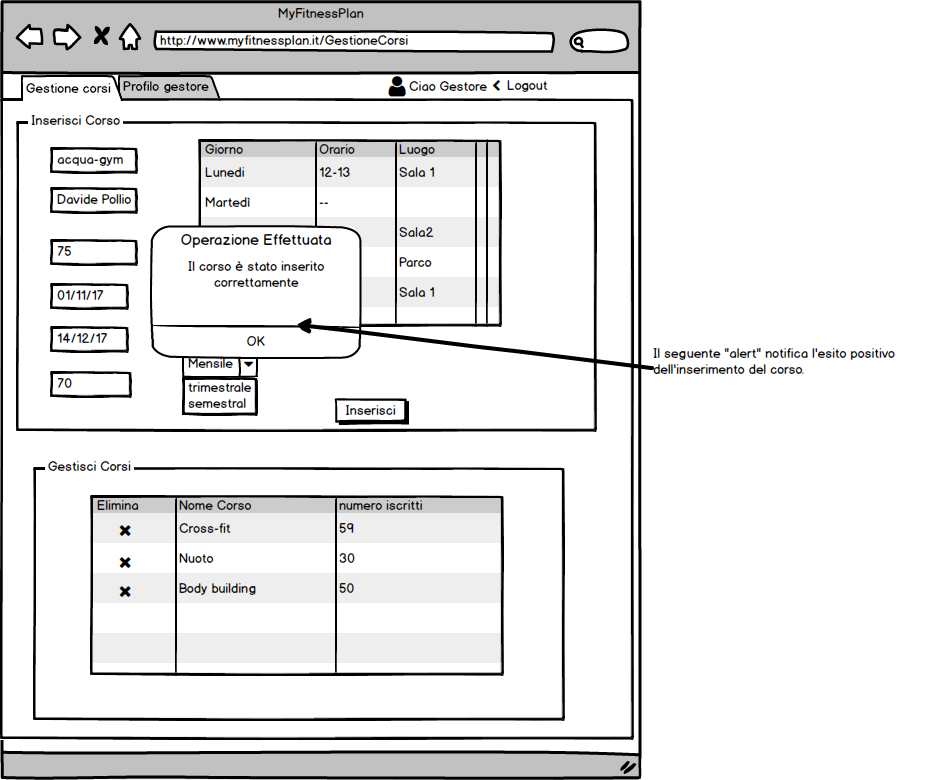 MyFitnessPlan
http://www.myfitnessplan.it/GestioneCorsi
Gestione corsi
Profilo gestore
Ciao Gestore
Logout
Inserisci Corso
acqua-gym
Davide Pollio
75
01/11/17
14/12/17
70
Giorno Orario Luogo
Lunedi 12-13 Sala 1
Martedì --
Sala2
Parco
Sala 1
Operazione Effettuata
Il corso è stato inserito
correttamente
OK
Mensile
trimestrale
semestral
Inserisci
Il seguente "alert" notifica l'esito positivo
dell'inserimento del corso.
Gestisci Corsi
Elimina Nome Corso numero iscritti
Cross-fit 59
Nuoto 30
Body building 50